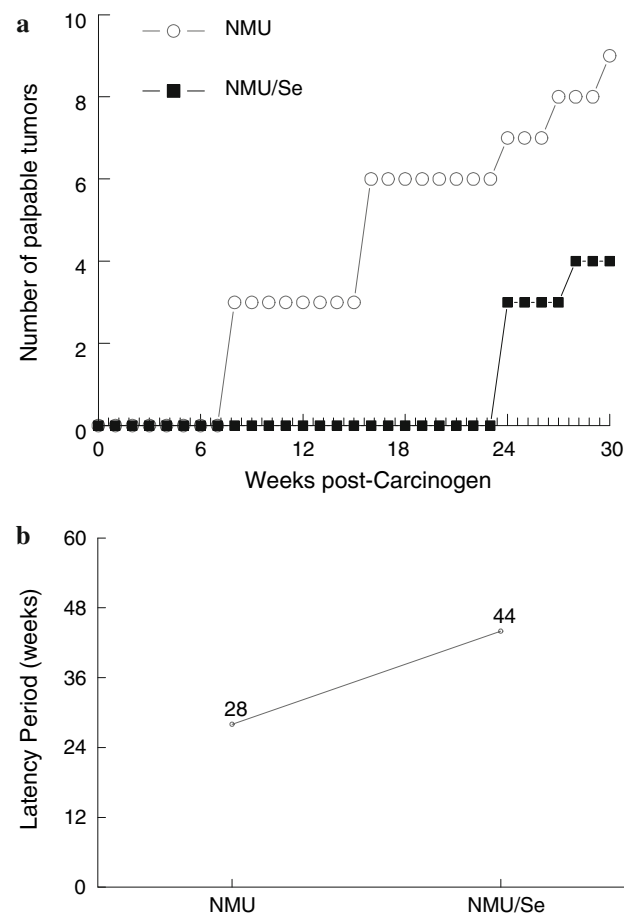 a
NMU
NMU/Se
Number of palpable tumors
10
8
6
4
2
0
0 6 12 18 24 30
Weeks post-Carcinogen
b
Latency Period (weeks)
60
48
36
24
12
0
28
44
NMU NMU/Se